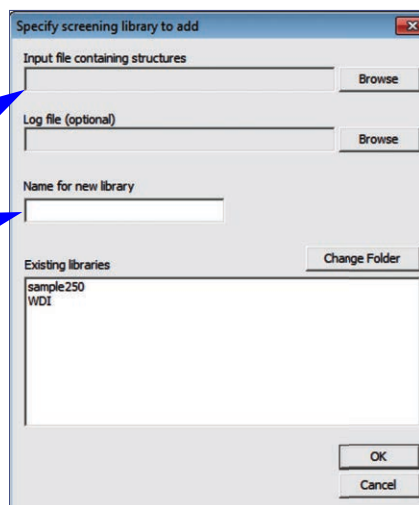 Specify screening library to add
Input file containing structures
Browse
Log file (optional)
Browse
Name for new library
Change Folder
Existing libraries
sample250
WDI
OK
Cancel